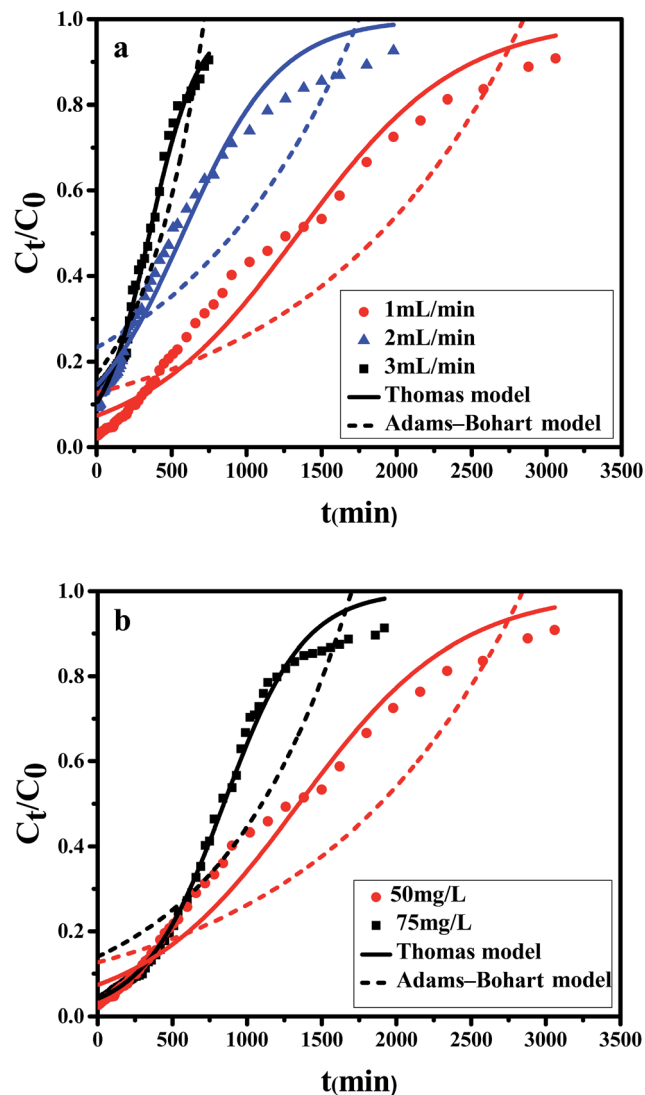 a
1.0
0.8
0.6
0.4
0.2
0.0
Ct/C0
1mL/min
2mL/min
3mL/min
Thomas model
Adams–Bohart model
0 500 1000 1500 2000 2500 3000 3500
t(min)
b
1.0
0.8
0.6
0.4
0.2
0.0
Ct/C0
50mg/L
75mg/L
Thomas model
Adams–Bohart model
0 500 1000 1500 2000 2500 3000 3500
t(min)